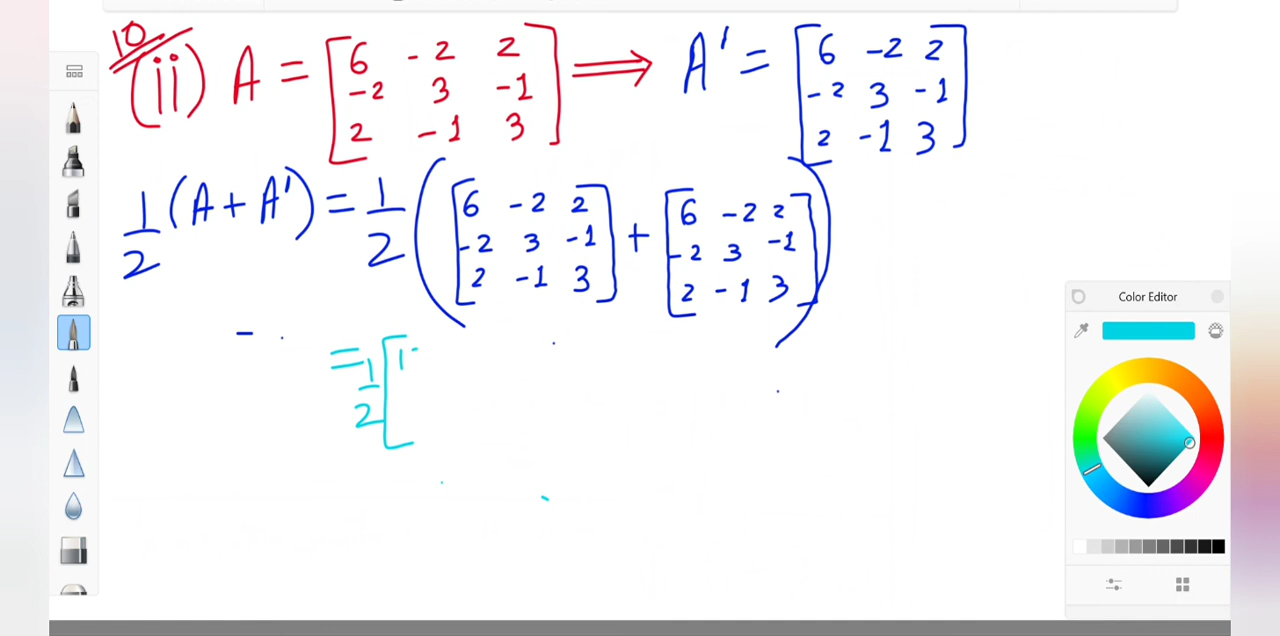 10
(ii) A = [6 -2 2 ⟹ A' = [6 -2 2
-2 3 -1] -2 3 -1
2 -1 3] 2 -1 3]
1/2 (A + A') = 1/2 ([6 -2 2 + [6 -2 2
-2 3 -1 -2 3 -1
2 -1 3] 2 -1 3])
= 1/2 [1
Color Editor